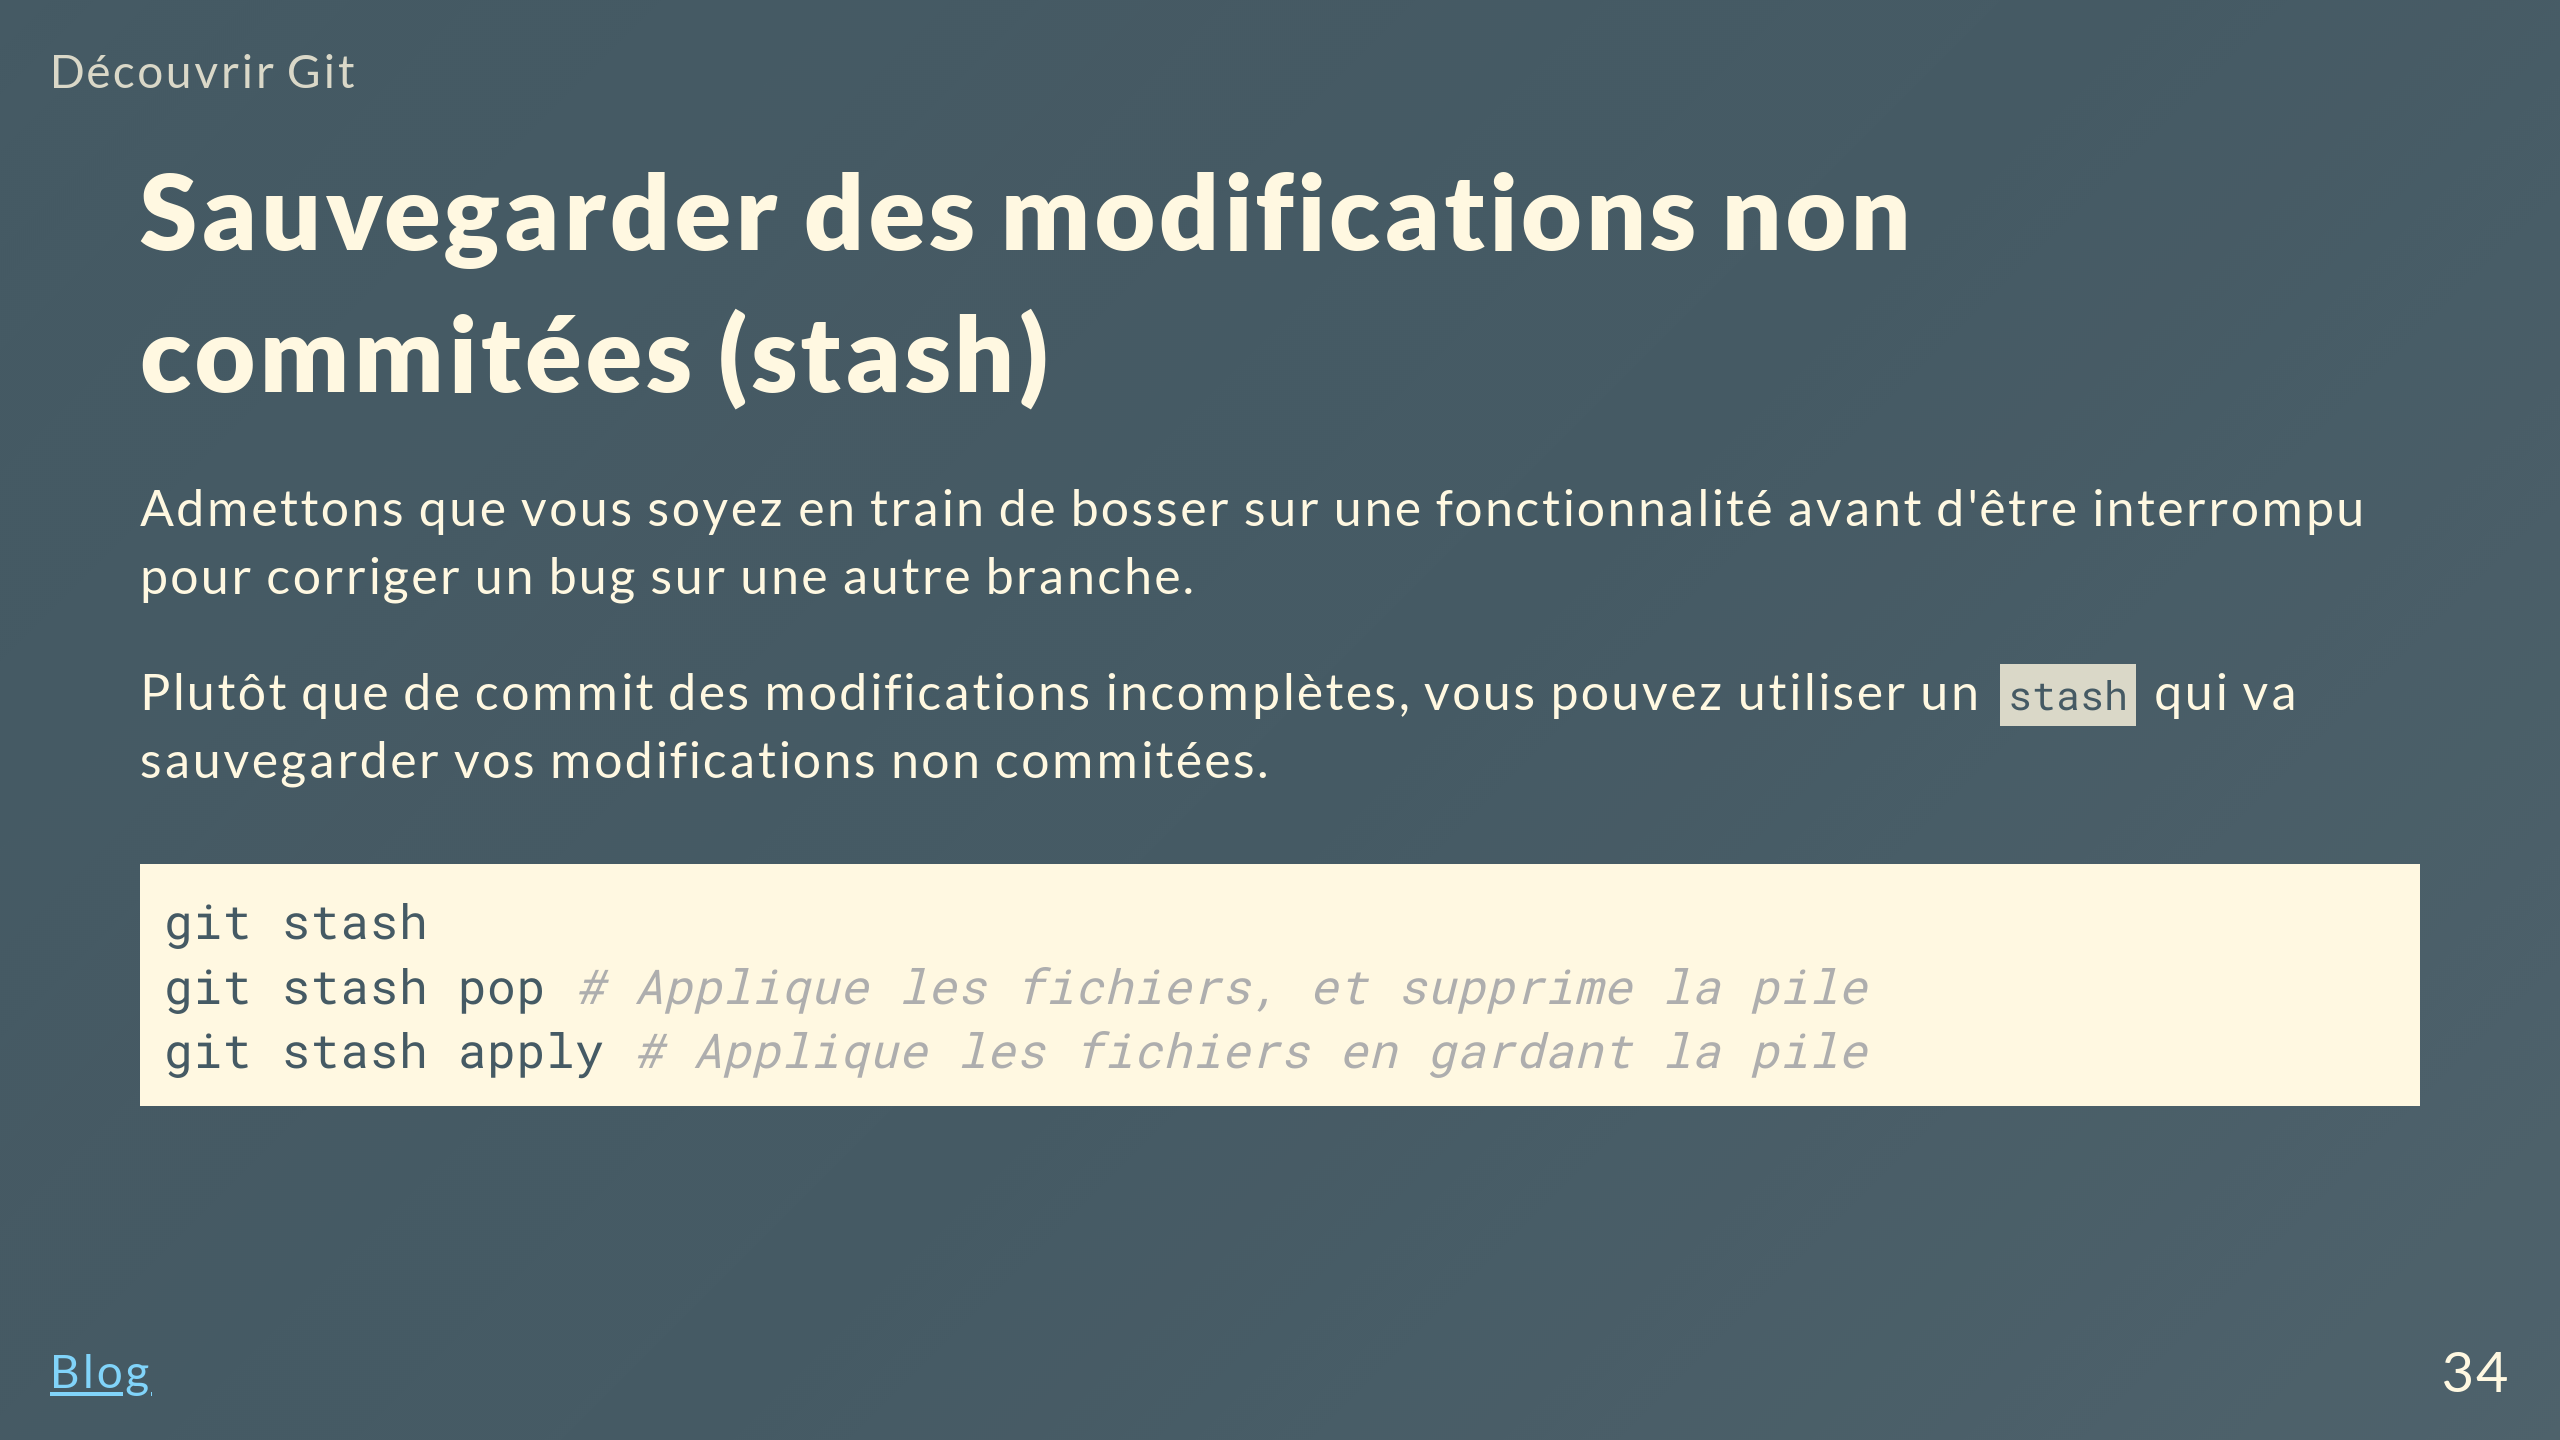 Découvrir Git
Sauvegarder des modifications non
commitées (stash)
Admettons que vous soyez en train de bosser sur une fonctionnalité avant d'être interrompu
pour corriger un bug sur une autre branche.
Plutôt que de commit des modifications incomplètes, vous pouvez utiliser un stash qui va
sauvegarder vos modifications non commitées.
git stash
git stash pop # Applique les fichiers, et supprime la pile
git stash apply # Applique les fichiers en gardant la pile
Blog
34